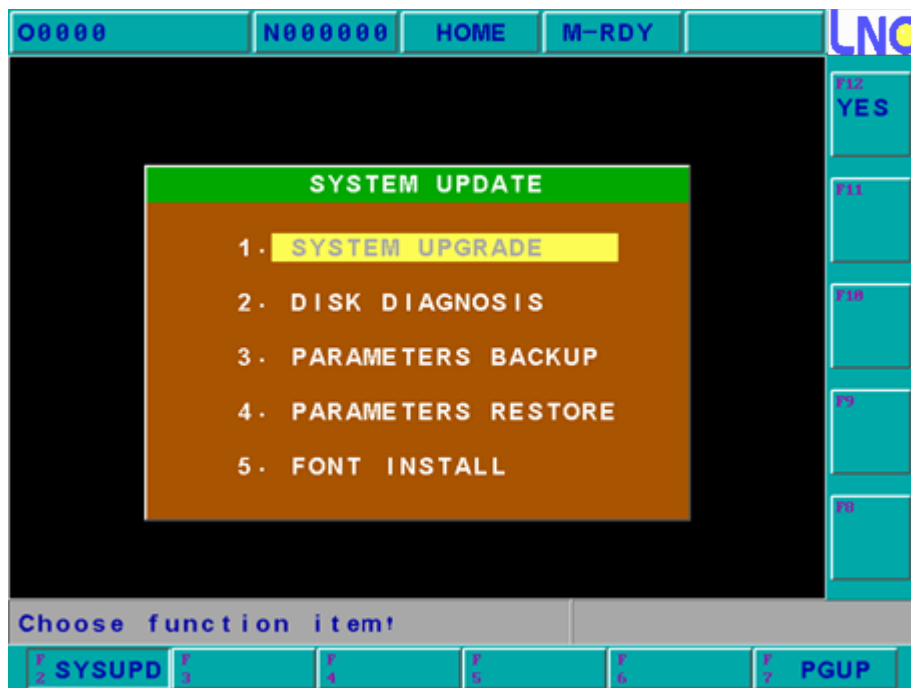 O0000 N000000 HOME M-RDY
LNC
F12
YES
SYSTEM UPDATE
F11
1. SYSTEM UPGRADE
2. DISK DIAGNOSIS
F10
3. PARAMETERS BACKUP
4. PARAMETERS RESTORE
F9
5. FONT INSTALL
F8
Choose function item!
F2 SYSUPD F3 F4 F5 F6 F7 PGUP